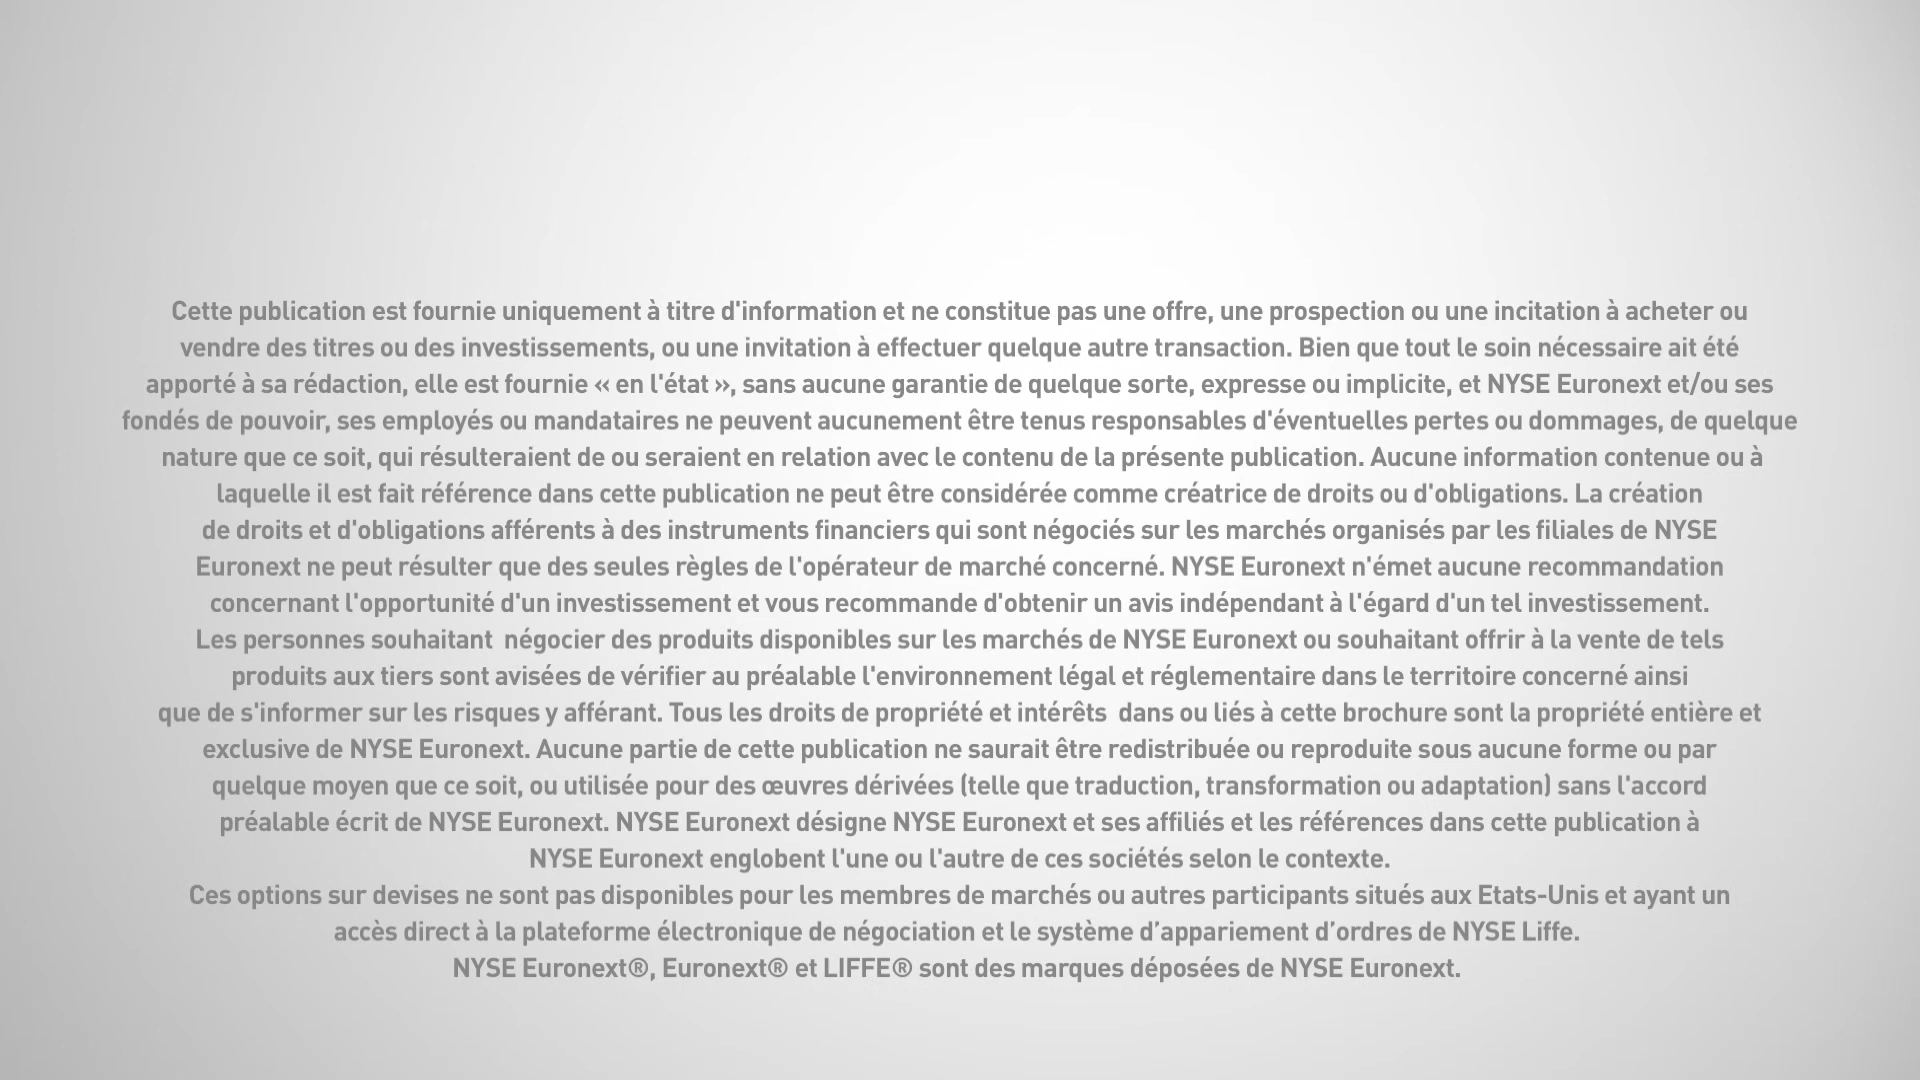 Cette publication est fournie uniquement à titre d'information et ne constitue pas une offre, une prospection ou une incitation à acheter ou
vendre des titres ou des investissements, ou une invitation à effectuer quelque autre transaction. Bien que tout le soin nécessaire ait été
apporté à sa rédaction, elle est fournie « en l'état », sans aucune garantie de quelque sorte, expresse ou implicite, et NYSE Euronext et/ou ses
fondés de pouvoir, ses employés ou mandataires ne peuvent aucunement être tenus responsables d'éventuelles pertes ou dommages, de quelque
nature que ce soit, qui résulteraient de ou seraient en relation avec le contenu de la présente publication. Aucune information contenue ou à
laquelle il est fait référence dans cette publication ne peut être considérée comme créatrice de droits ou d'obligations. La création
de droits et d'obligations afférents à des instruments financiers qui sont négociés sur les marchés organisés par les filiales de NYSE
Euronext ne peut résulter que des seules règles de l'opérateur de marché concerné. NYSE Euronext n'émet aucune recommandation
concernant l'opportunité d'un investissement et vous recommande d'obtenir un avis indépendant à l'égard d'un tel investissement.
Les personnes souhaitant  négocier des produits disponibles sur les marchés de NYSE Euronext ou souhaitant offrir à la vente de tels
produits aux tiers sont avisées de vérifier au préalable l'environnement légal et réglementaire dans le territoire concerné ainsi
que de s'informer sur les risques y afférant. Tous les droits de propriété et intérêts  dans ou liés à cette brochure sont la propriété entière et
exclusive de NYSE Euronext. Aucune partie de cette publication ne saurait être redistribuée ou reproduite sous aucune forme ou par
quelque moyen que ce soit, ou utilisée pour des œuvres dérivées (telle que traduction, transformation ou adaptation) sans l'accord
préalable écrit de NYSE Euronext. NYSE Euronext désigne NYSE Euronext et ses affiliés et les références dans cette publication à
NYSE Euronext englobent l'une ou l'autre de ces sociétés selon le contexte.
Ces options sur devises ne sont pas disponibles pour les membres de marchés ou autres participants situés aux Etats-Unis et ayant un
accès direct à la plateforme électronique de négociation et le système d’appariement d’ordres de NYSE Liffe.
NYSE Euronext®, Euronext® et LIFFE® sont des marques déposées de NYSE Euronext.